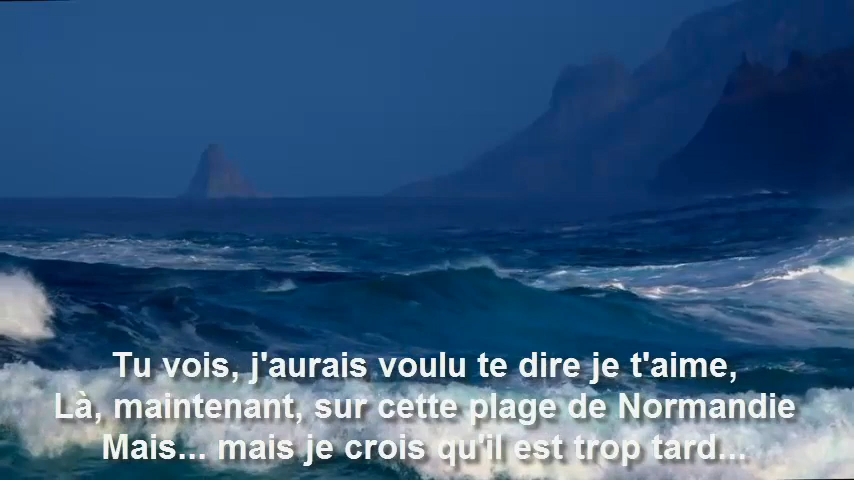 Tu vois, j'aurais voulu te dire je t'aime,
Là, maintenant, sur cette plage de Normandie
Mais... mais je crois qu'il est trop tard...